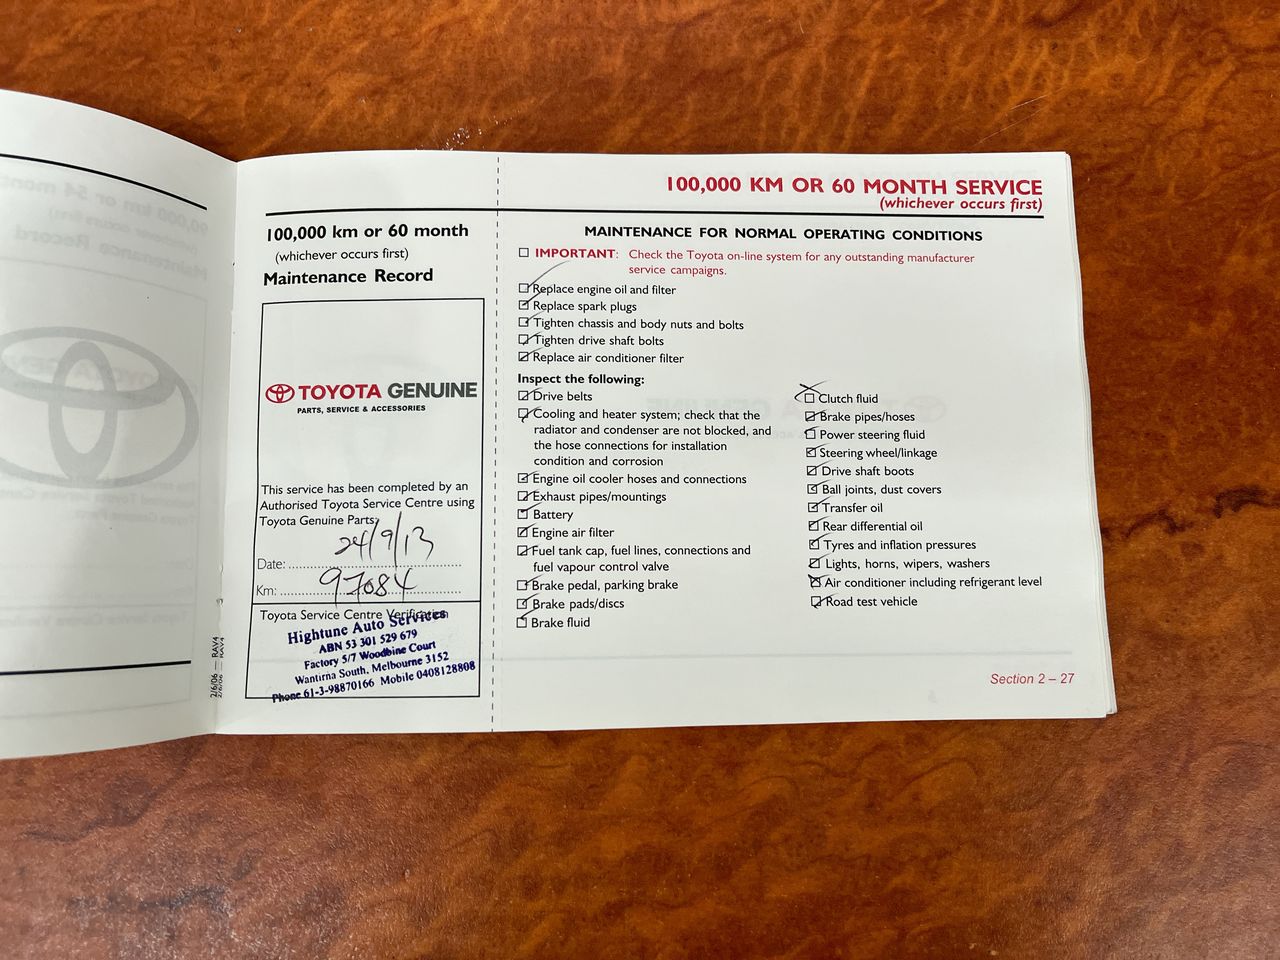 100,000 km or 60 month
(whichever occurs first)
Maintenance Record
TOYOTA GENUINE
PARTS, SERVICE & ACCESSORIES
This service has been completed by an
Authorised Toyota Service Centre using
Toyota Genuine Parts.
Date: 24/9/13
Km: 97084
Toyota Service Centre Verification
Hightune Auto Services
ABN 53 301 529 679
Factory 5/7 Woodbine Court
Wantirna South, Melbourne 3152
Phone 61-3-98870166 Mobile 0408128808
2/6/06 — RAV4
100,000 KM OR 60 MONTH SERVICE
(whichever occurs first)
MAINTENANCE FOR NORMAL OPERATING CONDITIONS
IMPORTANT: Check the Toyota on-line system for any outstanding manufacturer
service campaigns.
Replace engine oil and filter
Replace spark plugs
Tighten chassis and body nuts and bolts
Tighten drive shaft bolts
Replace air conditioner filter
Inspect the following:
Drive belts
Cooling and heater system; check that the
radiator and condenser are not blocked, and
the hose connections for installation
condition and corrosion
Engine oil cooler hoses and connections
Exhaust pipes/mountings
Battery
Engine air filter
Fuel tank cap, fuel lines, connections and
fuel vapour control valve
Brake pedal, parking brake
Brake pads/discs
Brake fluid
Clutch fluid
Brake pipes/hoses
Power steering fluid
Steering wheel/linkage
Drive shaft boots
Ball joints, dust covers
Transfer oil
Rear differential oil
Tyres and inflation pressures
Lights, horns, wipers, washers
Air conditioner including refrigerant level
Road test vehicle
Section 2 – 27